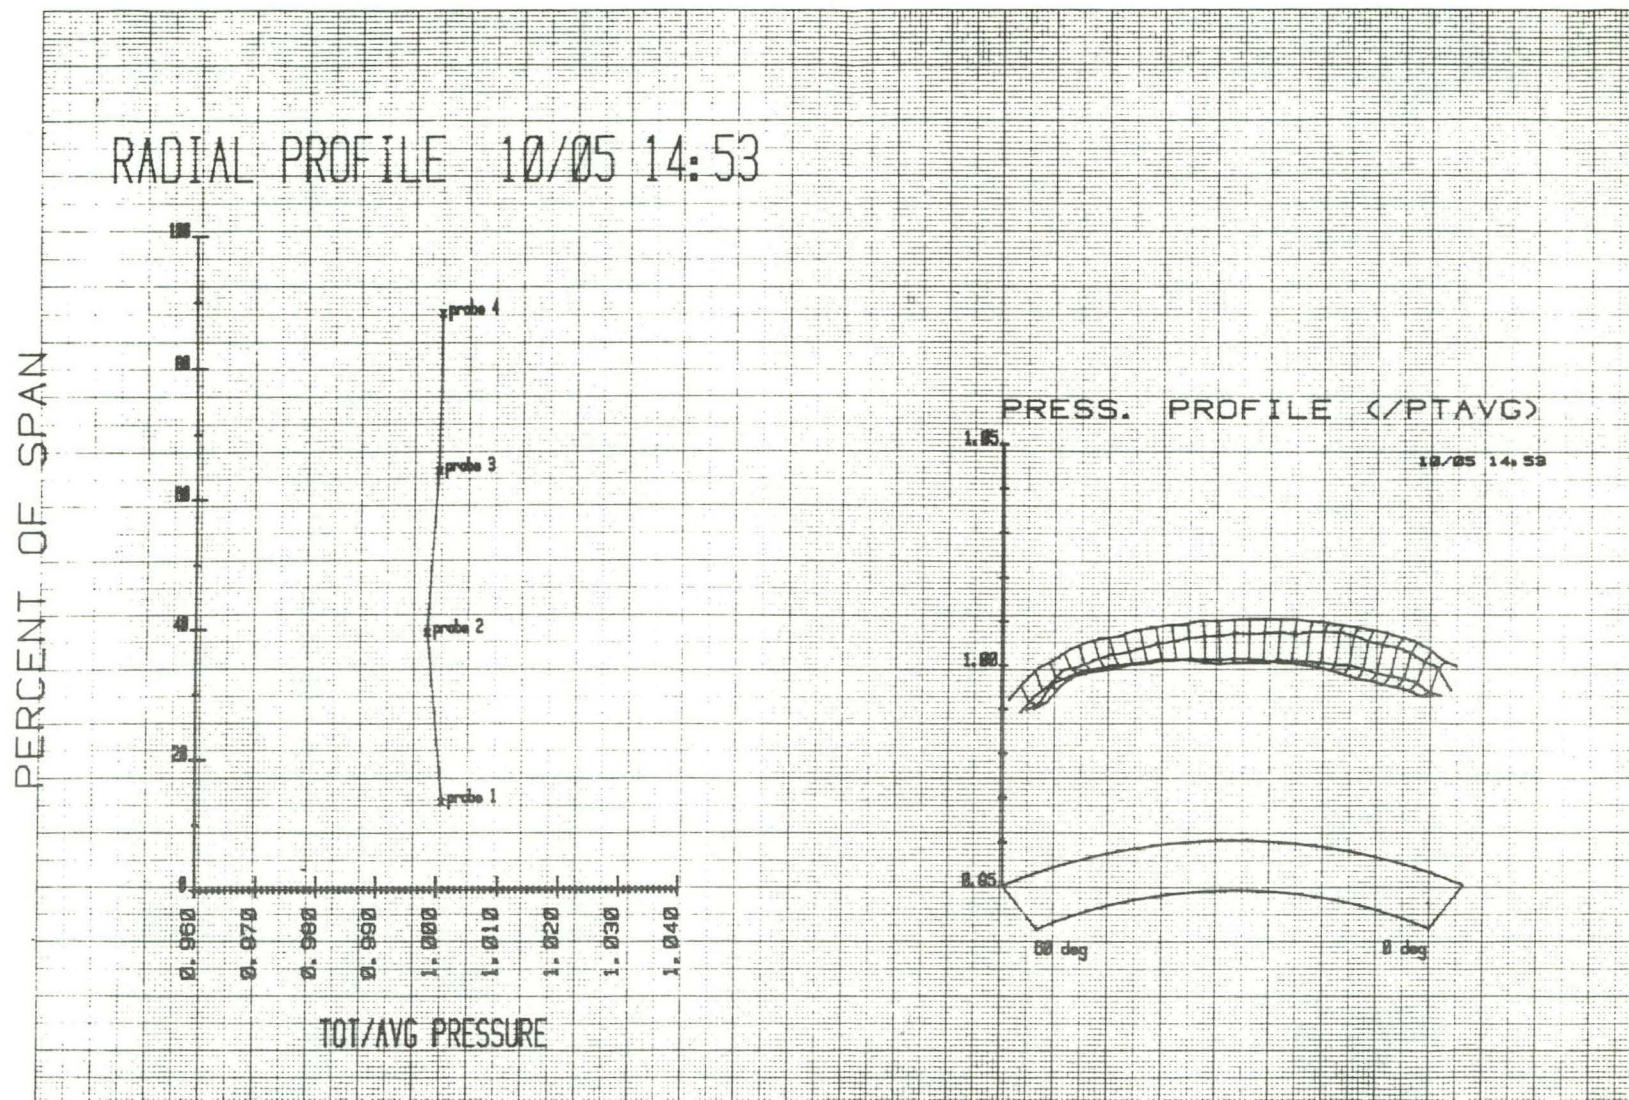 RADIAL PROFILE 10/05 14:53
PERCENT OF SPAN
100
80
60
40
20
0
probe 4
probe 3
probe 2
probe 1
0.960
0.970
0.980
0.990
1.000
1.010
1.020
1.030
1.040
TOT/AVG PRESSURE
PRESS. PROFILE (/PTAVG)
10/05 14:53
1.05
1.00
0.95
60 deg
0 deg